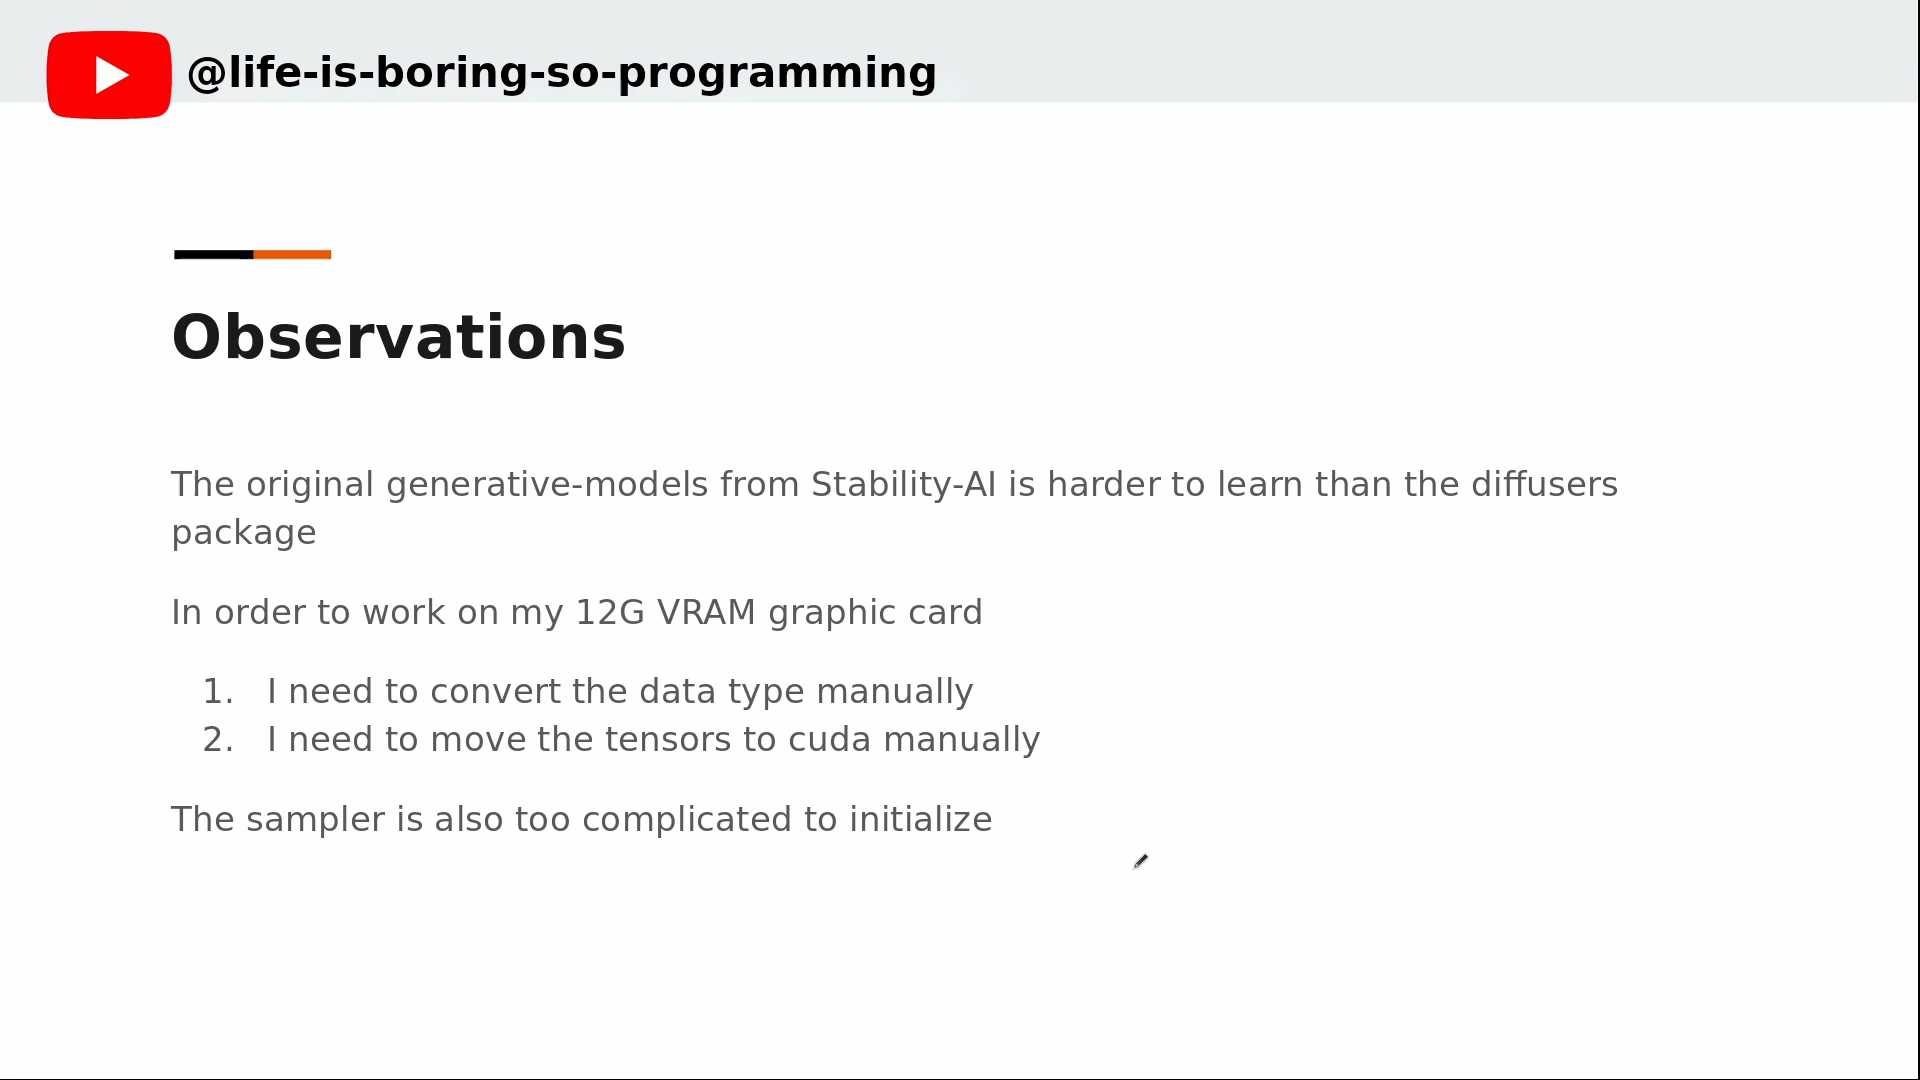 @life-is-boring-so-programming
Observations
The original generative-models from Stability-AI is harder to learn than the diffusers
package
In order to work on my 12G VRAM graphic card
1. I need to convert the data type manually
2. I need to move the tensors to cuda manually
The sampler is also too complicated to initialize